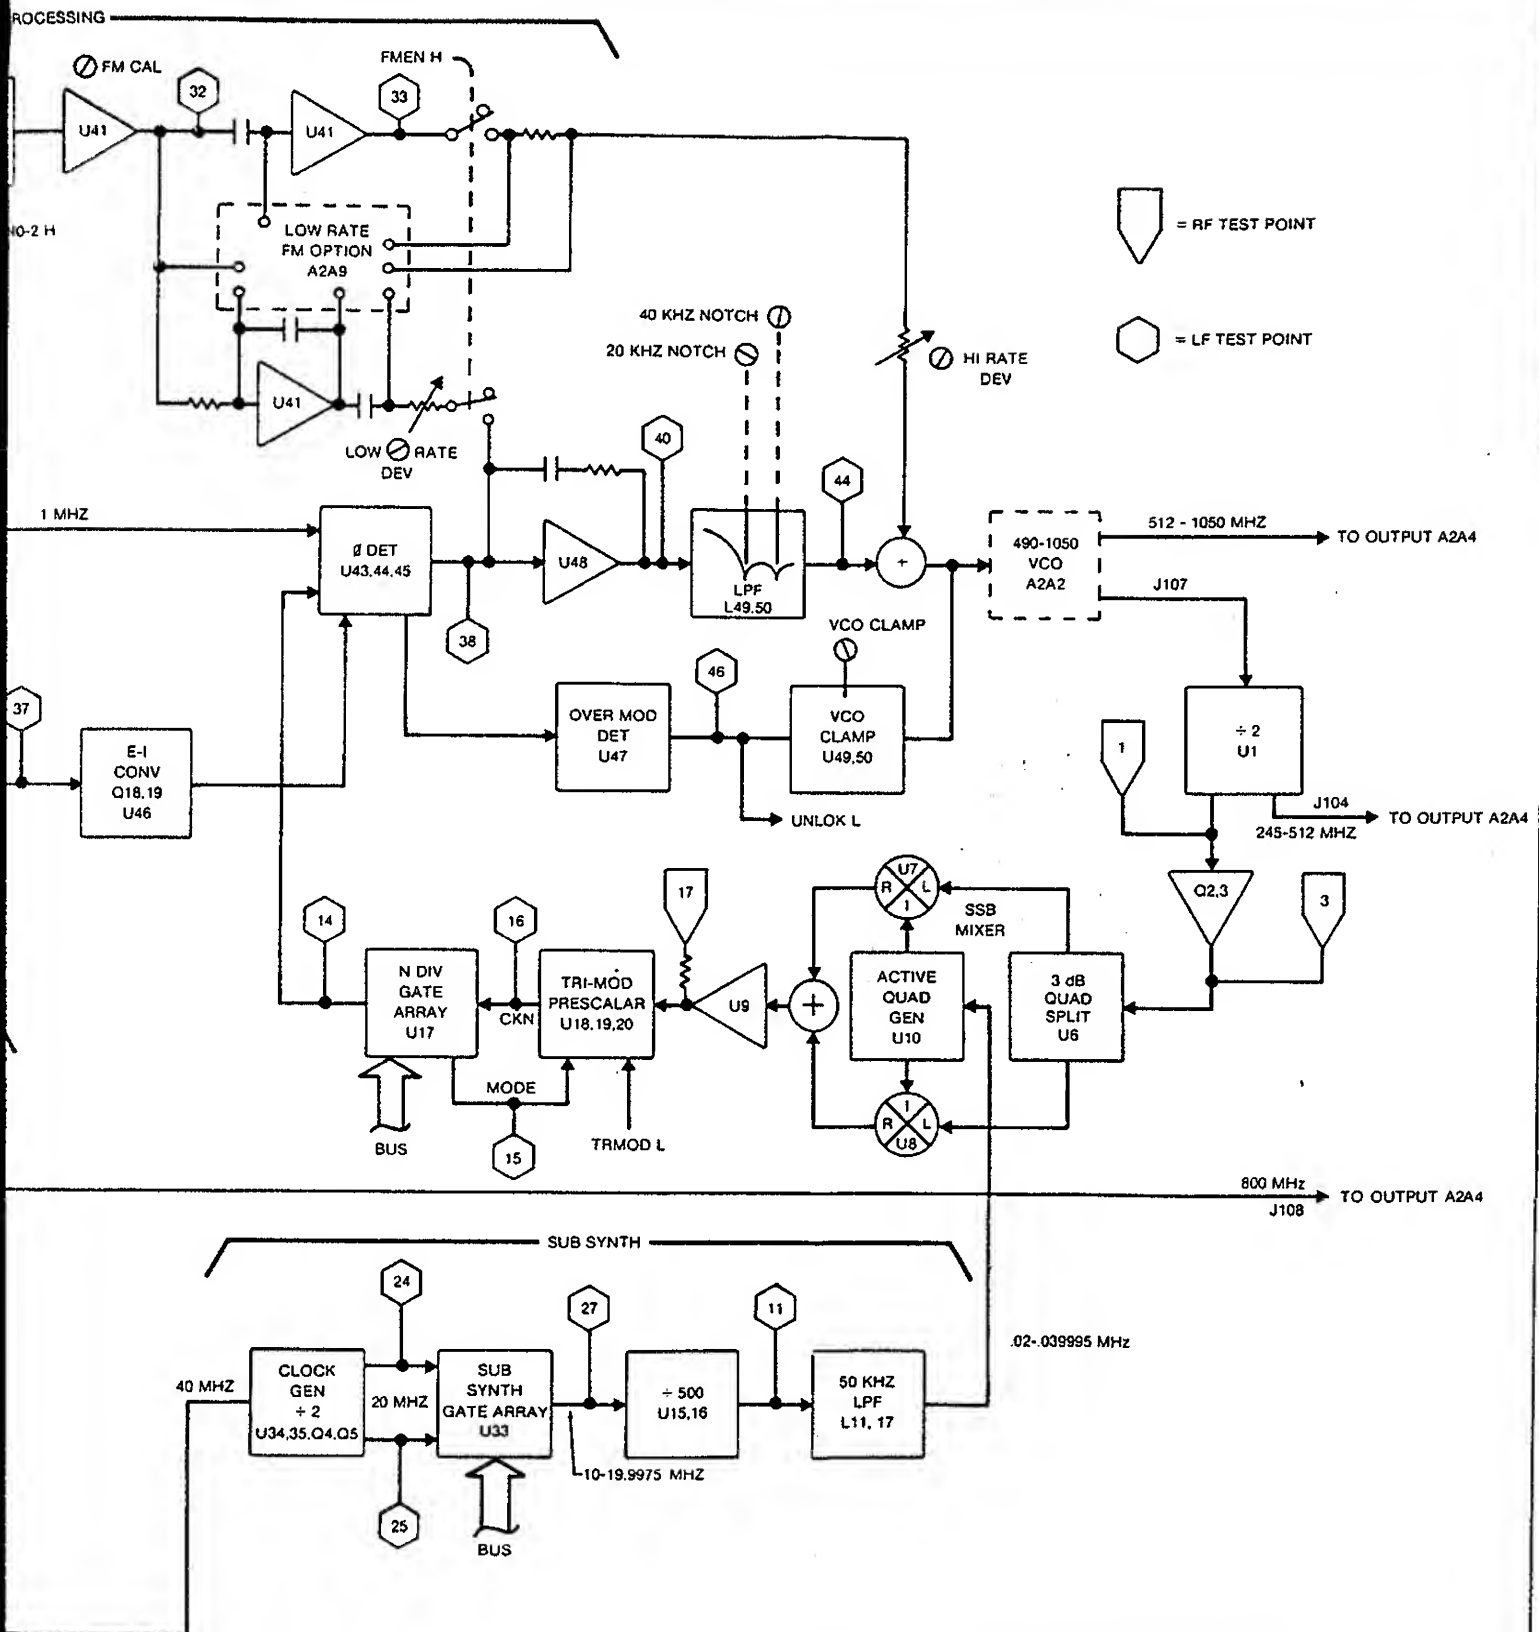 ROCESSING
FM CAL
32
FMEN H
33
U41
U41
NO-2 H
LOW RATE
FM OPTION
A2A9
= RF TEST POINT
= LF TEST POINT
40 KHZ NOTCH
20 KHZ NOTCH
HI RATE
DEV
U41
LOW RATE
DEV
40
44
1 MHZ
Ø DET
U43,44,45
U48
LPF
L49,50
+
490-1050
VCO
A2A2
512 - 1050 MHZ
TO OUTPUT A2A4
J107
38
VCO CLAMP
46
37
E-I
CONV
Q18,19
U46
OVER MOD
DET
U47
VCO
CLAMP
U49,50
UNLOK L
1
÷ 2
U1
J104
TO OUTPUT A2A4
245-512 MHZ
Q2,3
3
14
16
17
U7
R L
I
SSB
MIXER
N DIV
GATE
ARRAY
U17
CKN
TRI-MOD
PRESCALAR
U18,19,20
U9
+
ACTIVE
QUAD
GEN
U10
3 dB
QUAD
SPLIT
U6
MODE
15
BUS
TRMOD L
I
R L
U8
800 MHz
TO OUTPUT A2A4
J108
SUB SYNTH
24
27
11
.02-.039995 MHz
40 MHZ
CLOCK
GEN
÷ 2
U34,35,Q4,Q5
20 MHZ
SUB
SYNTH
GATE ARRAY
U33
÷ 500
U15,16
50 KHZ
LPF
L11, 17
10-19.9975 MHZ
25
BUS